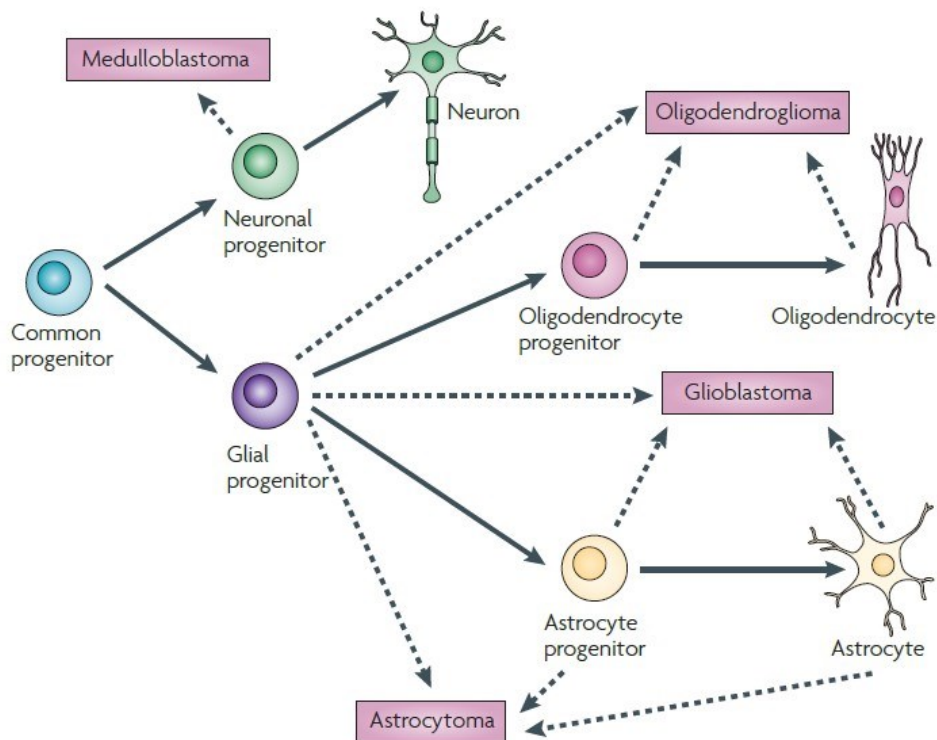 Medulloblastoma
Neuron
Oligodendroglioma
Neuronal
progenitor
Common
progenitor
Oligodendrocyte
progenitor
Oligodendrocyte
Glioblastoma
Glial
progenitor
Astrocyte
progenitor
Astrocyte
Astrocytoma